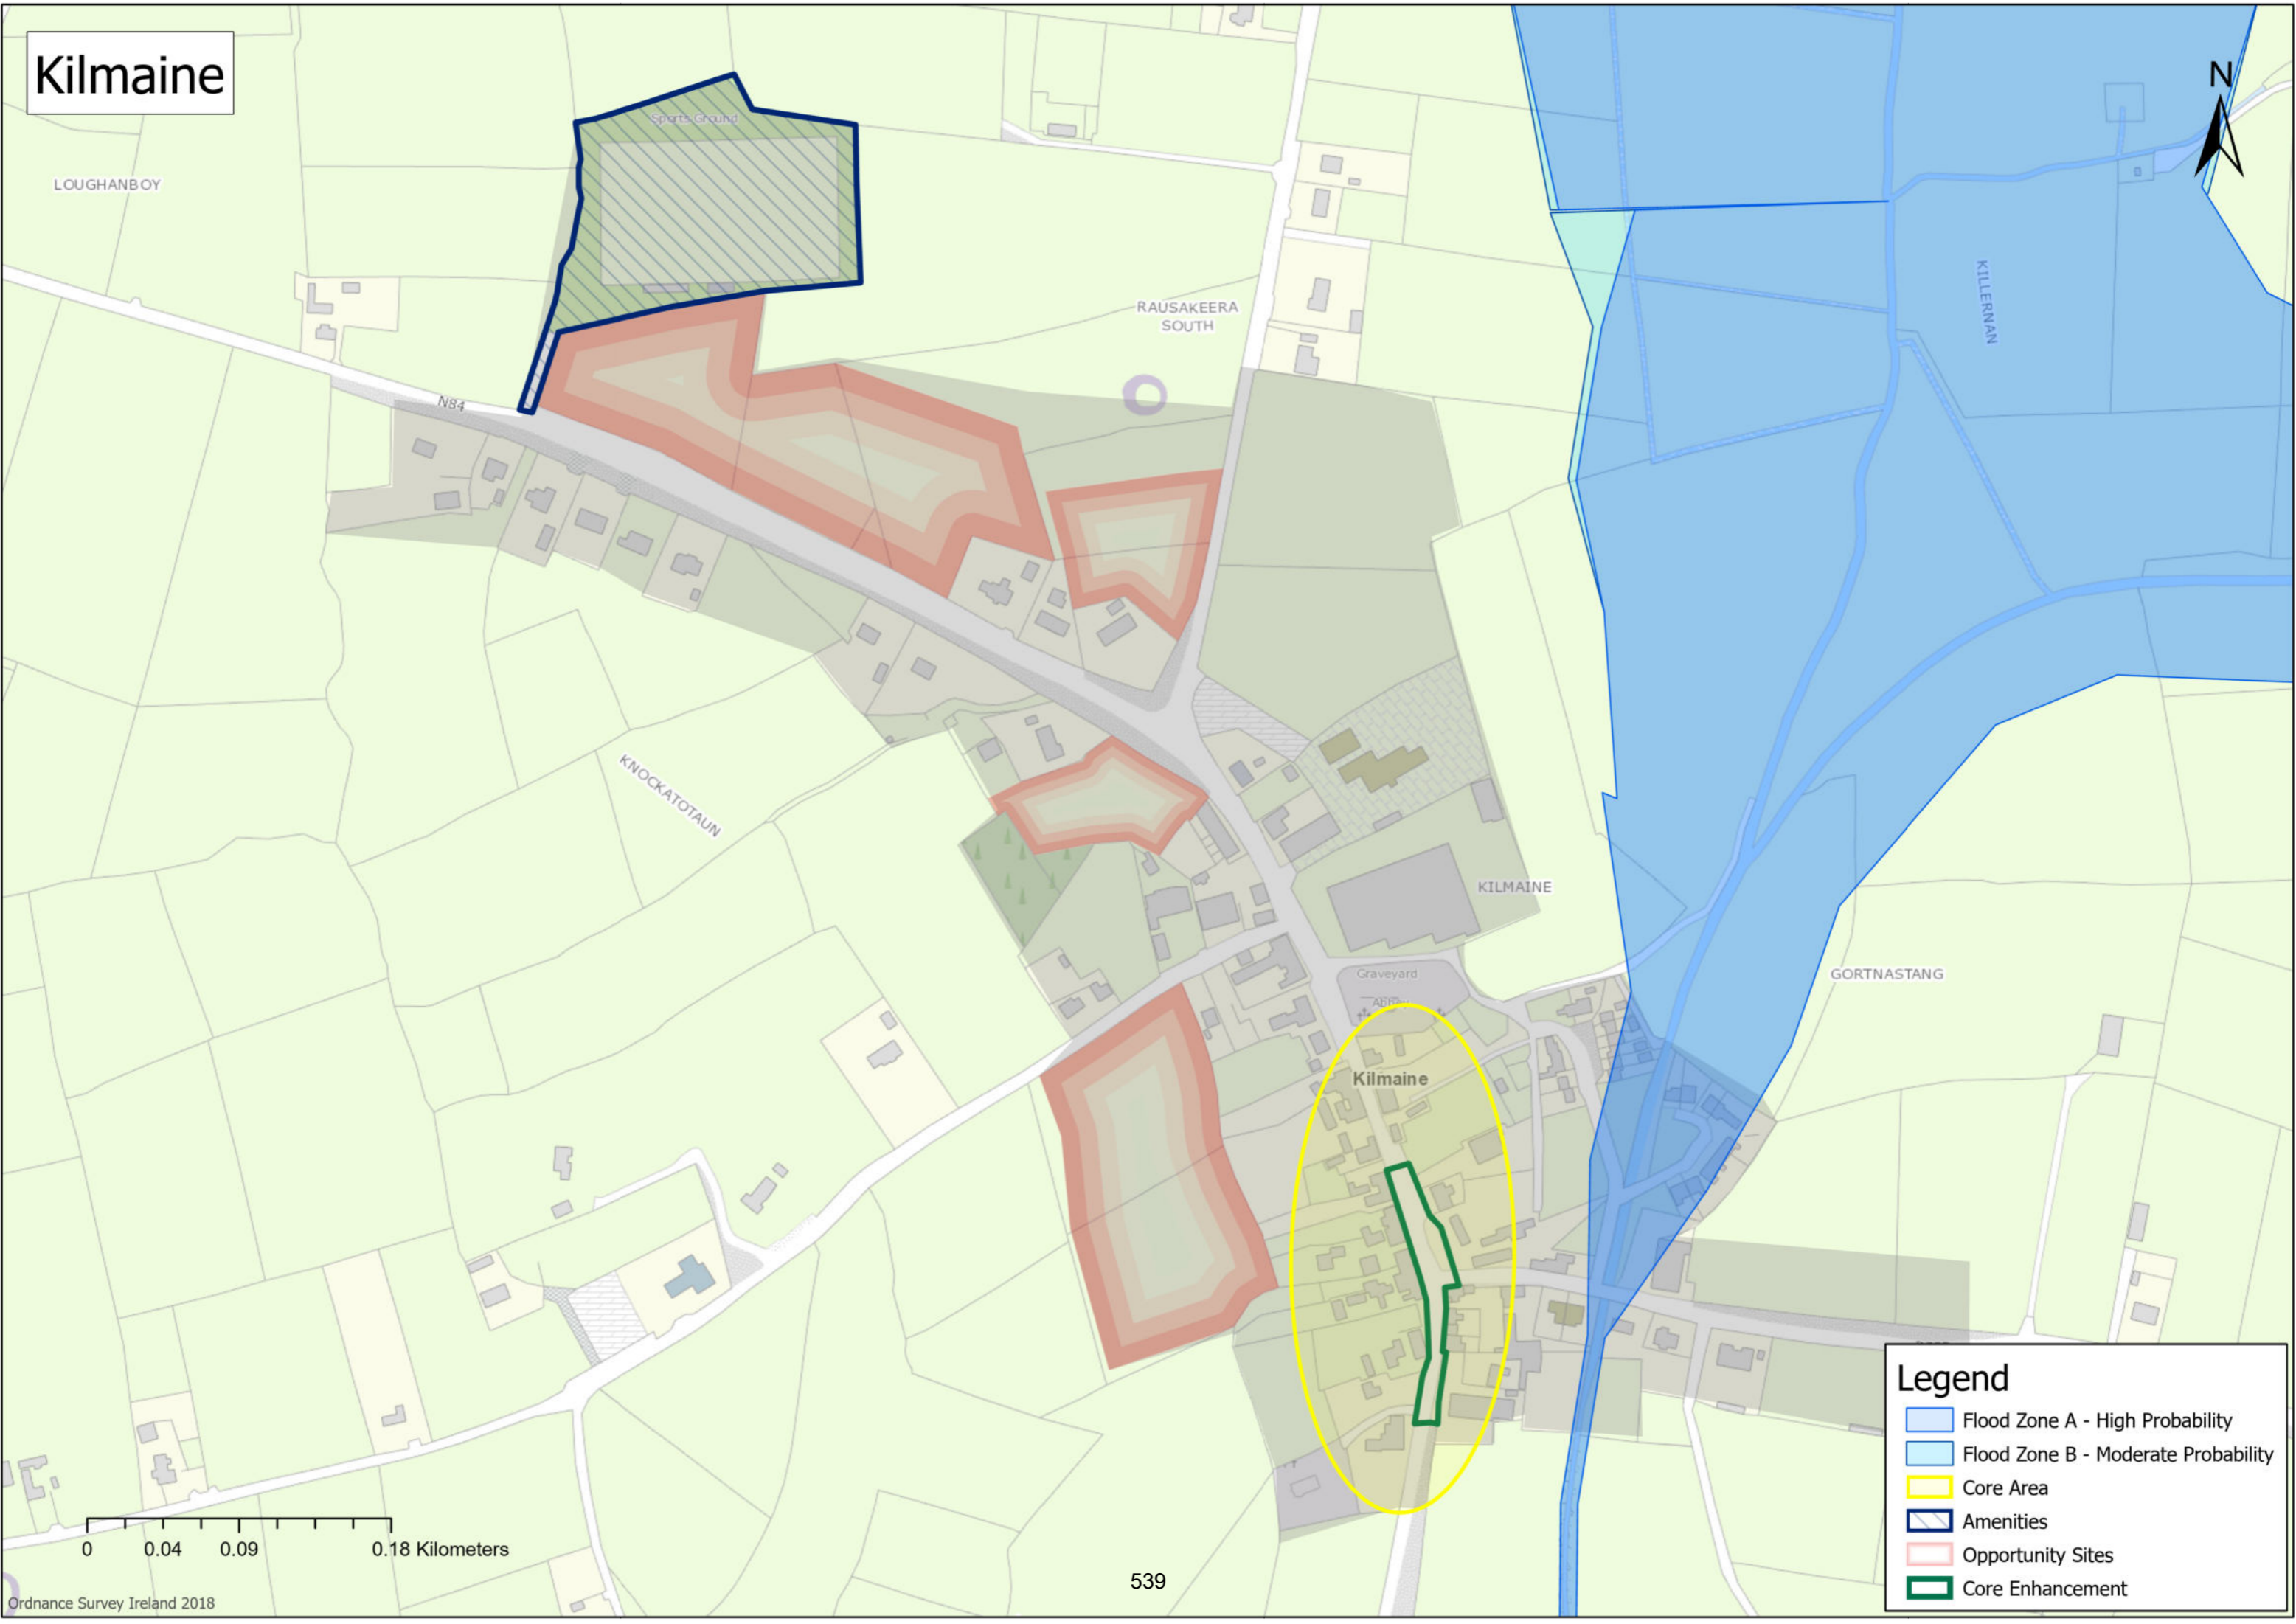 Kilmaine
N
Sports Ground
LOUGHANBOY
KILLERNAN
RAUSAKEERA
SOUTH
N84
KNOCKATOTAUN
KILMAINE
Graveyard
Abbey
GORTNASTANG
Kilmaine
Legend
Flood Zone A - High Probability
Flood Zone B - Moderate Probability
Core Area
Amenities
Opportunity Sites
Core Enhancement
0 0.04 0.09 0.18 Kilometers
539
Ordnance Survey Ireland 2018